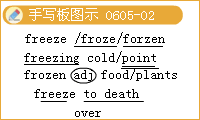 手写板图示 0605-02
freeze /froze/forzen
freezing cold/point
frozen adj food/plants
freeze to death
over